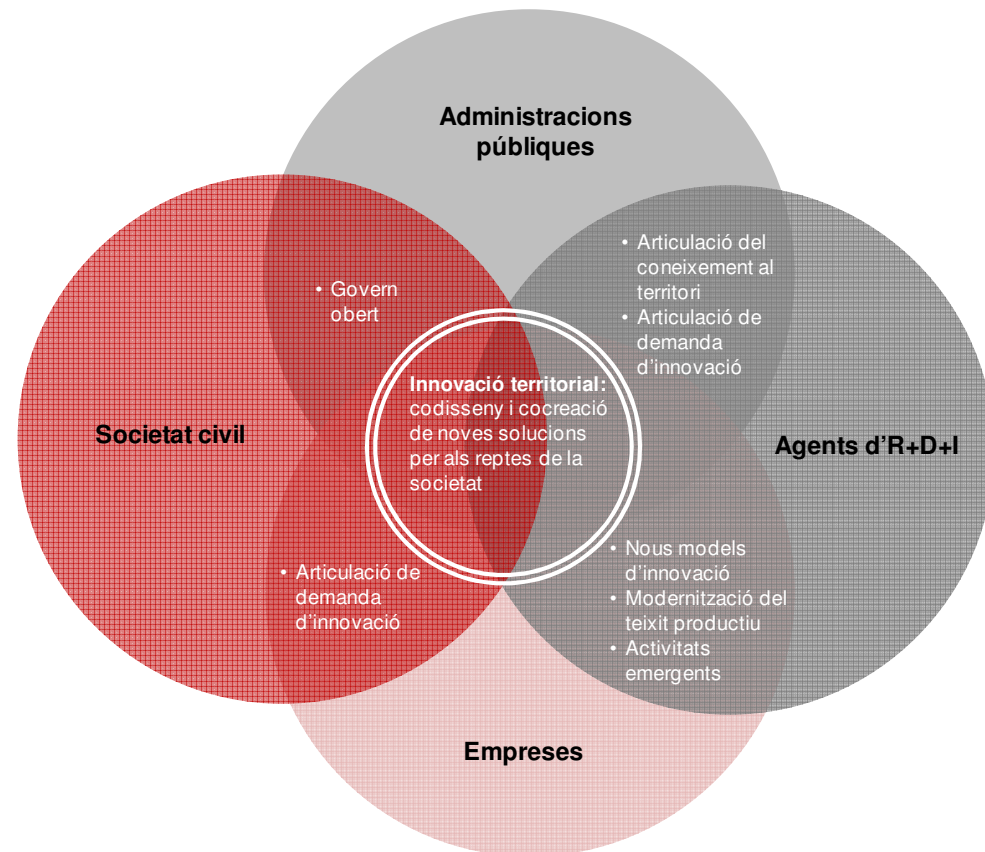 Administracions
públiques
• Articulació del
coneixement al
territori
• Articulació de
demanda
d'innovació
• Govern
obert
Innovació territorial:
codisseny i cocreació
de noves solucions
per als reptes de la
societat
Societat civil
Agents d'R+D+I
• Articulació de
demanda
d'innovació
• Nous models
d'innovació
• Modernització del
teixit productiu
• Activitats
emergents
Empreses